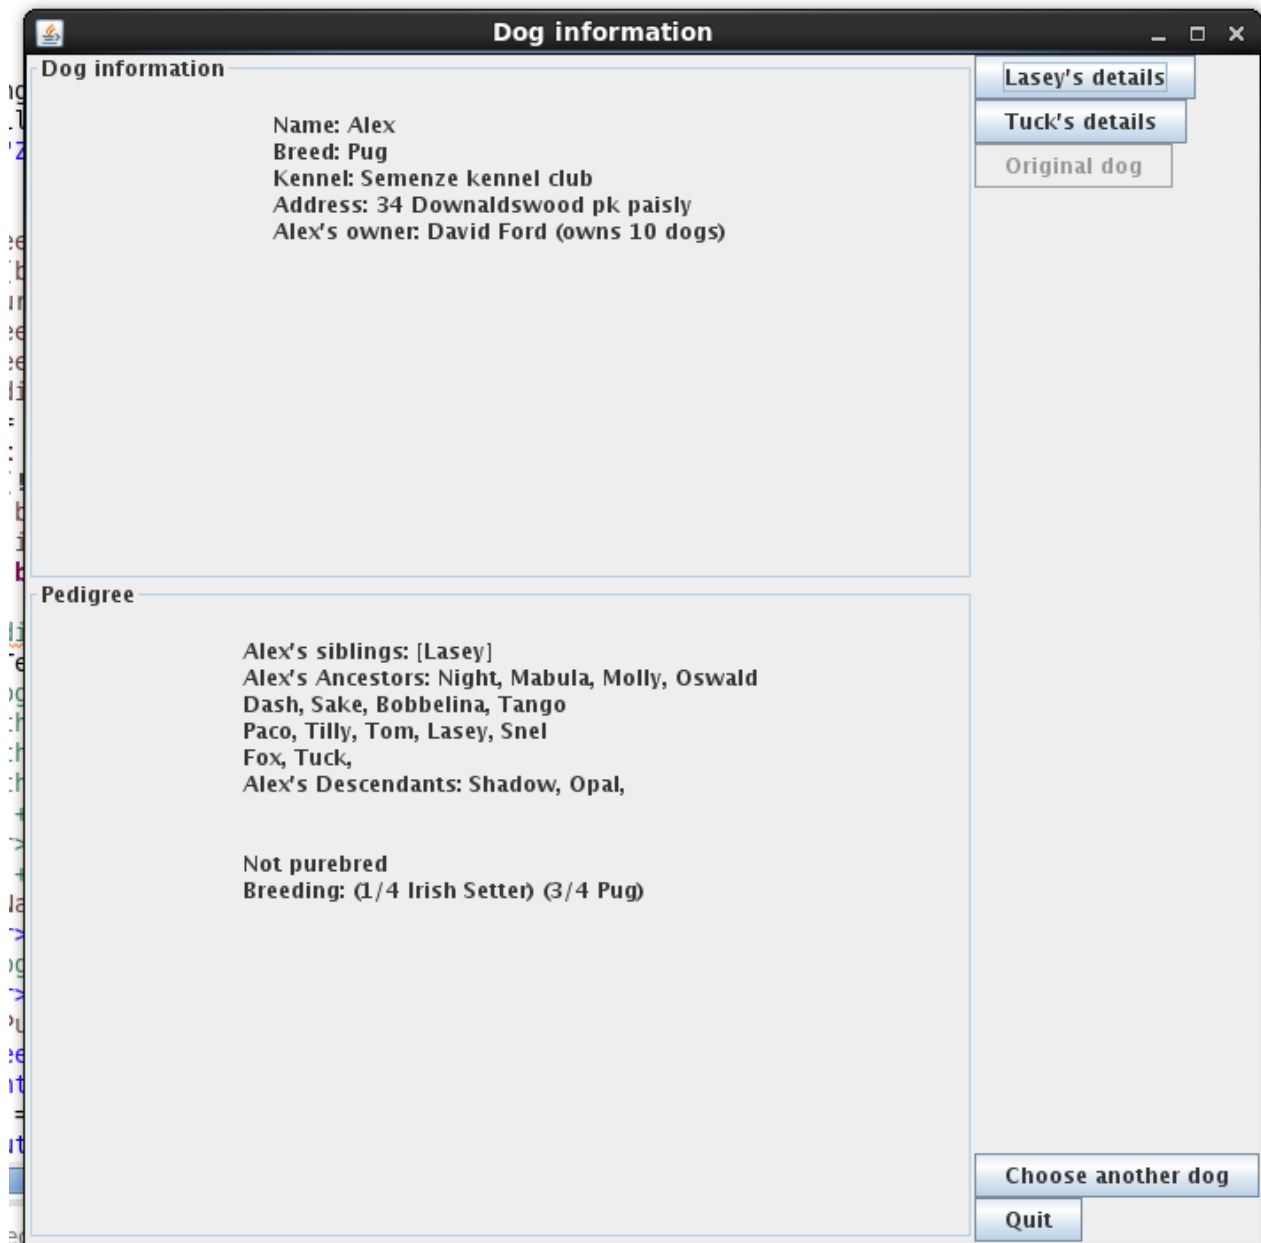 Dog information
Dog information
Name: Alex
Breed: Pug
Kennel: Semenze kennel club
Address: 34 Downaldswood pk paisly
Alex's owner: David Ford (owns 10 dogs)
Lasey's details
Tuck's details
Original dog
Pedigree
Alex's siblings: [Lasey]
Alex's Ancestors: Night, Mabula, Molly, Oswald
Dash, Sake, Bobbelina, Tango
Paco, Tilly, Tom, Lasey, Snel
Fox, Tuck,
Alex's Descendants: Shadow, Opal,
Not purebred
Breeding: (1/4 Irish Setter) (3/4 Pug)
Choose another dog
Quit